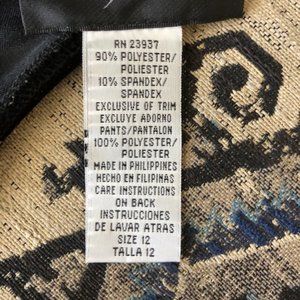 RN 23937
90% POLYESTER/
POLIESTER
10% SPANDEX/
SPANDEX
EXCLUSIVE OF TRIM
EXCLUYE ADORNO
PANTS/PANTALON
100% POLYESTER/
POLIESTER
MADE IN PHILIPPINES
HECHO EN FILIPINAS
CARE INSTRUCTIONS
ON BACK
INSTRUCCIONES
DE LAVAR ATRAS
SIZE 12
TALLA 12